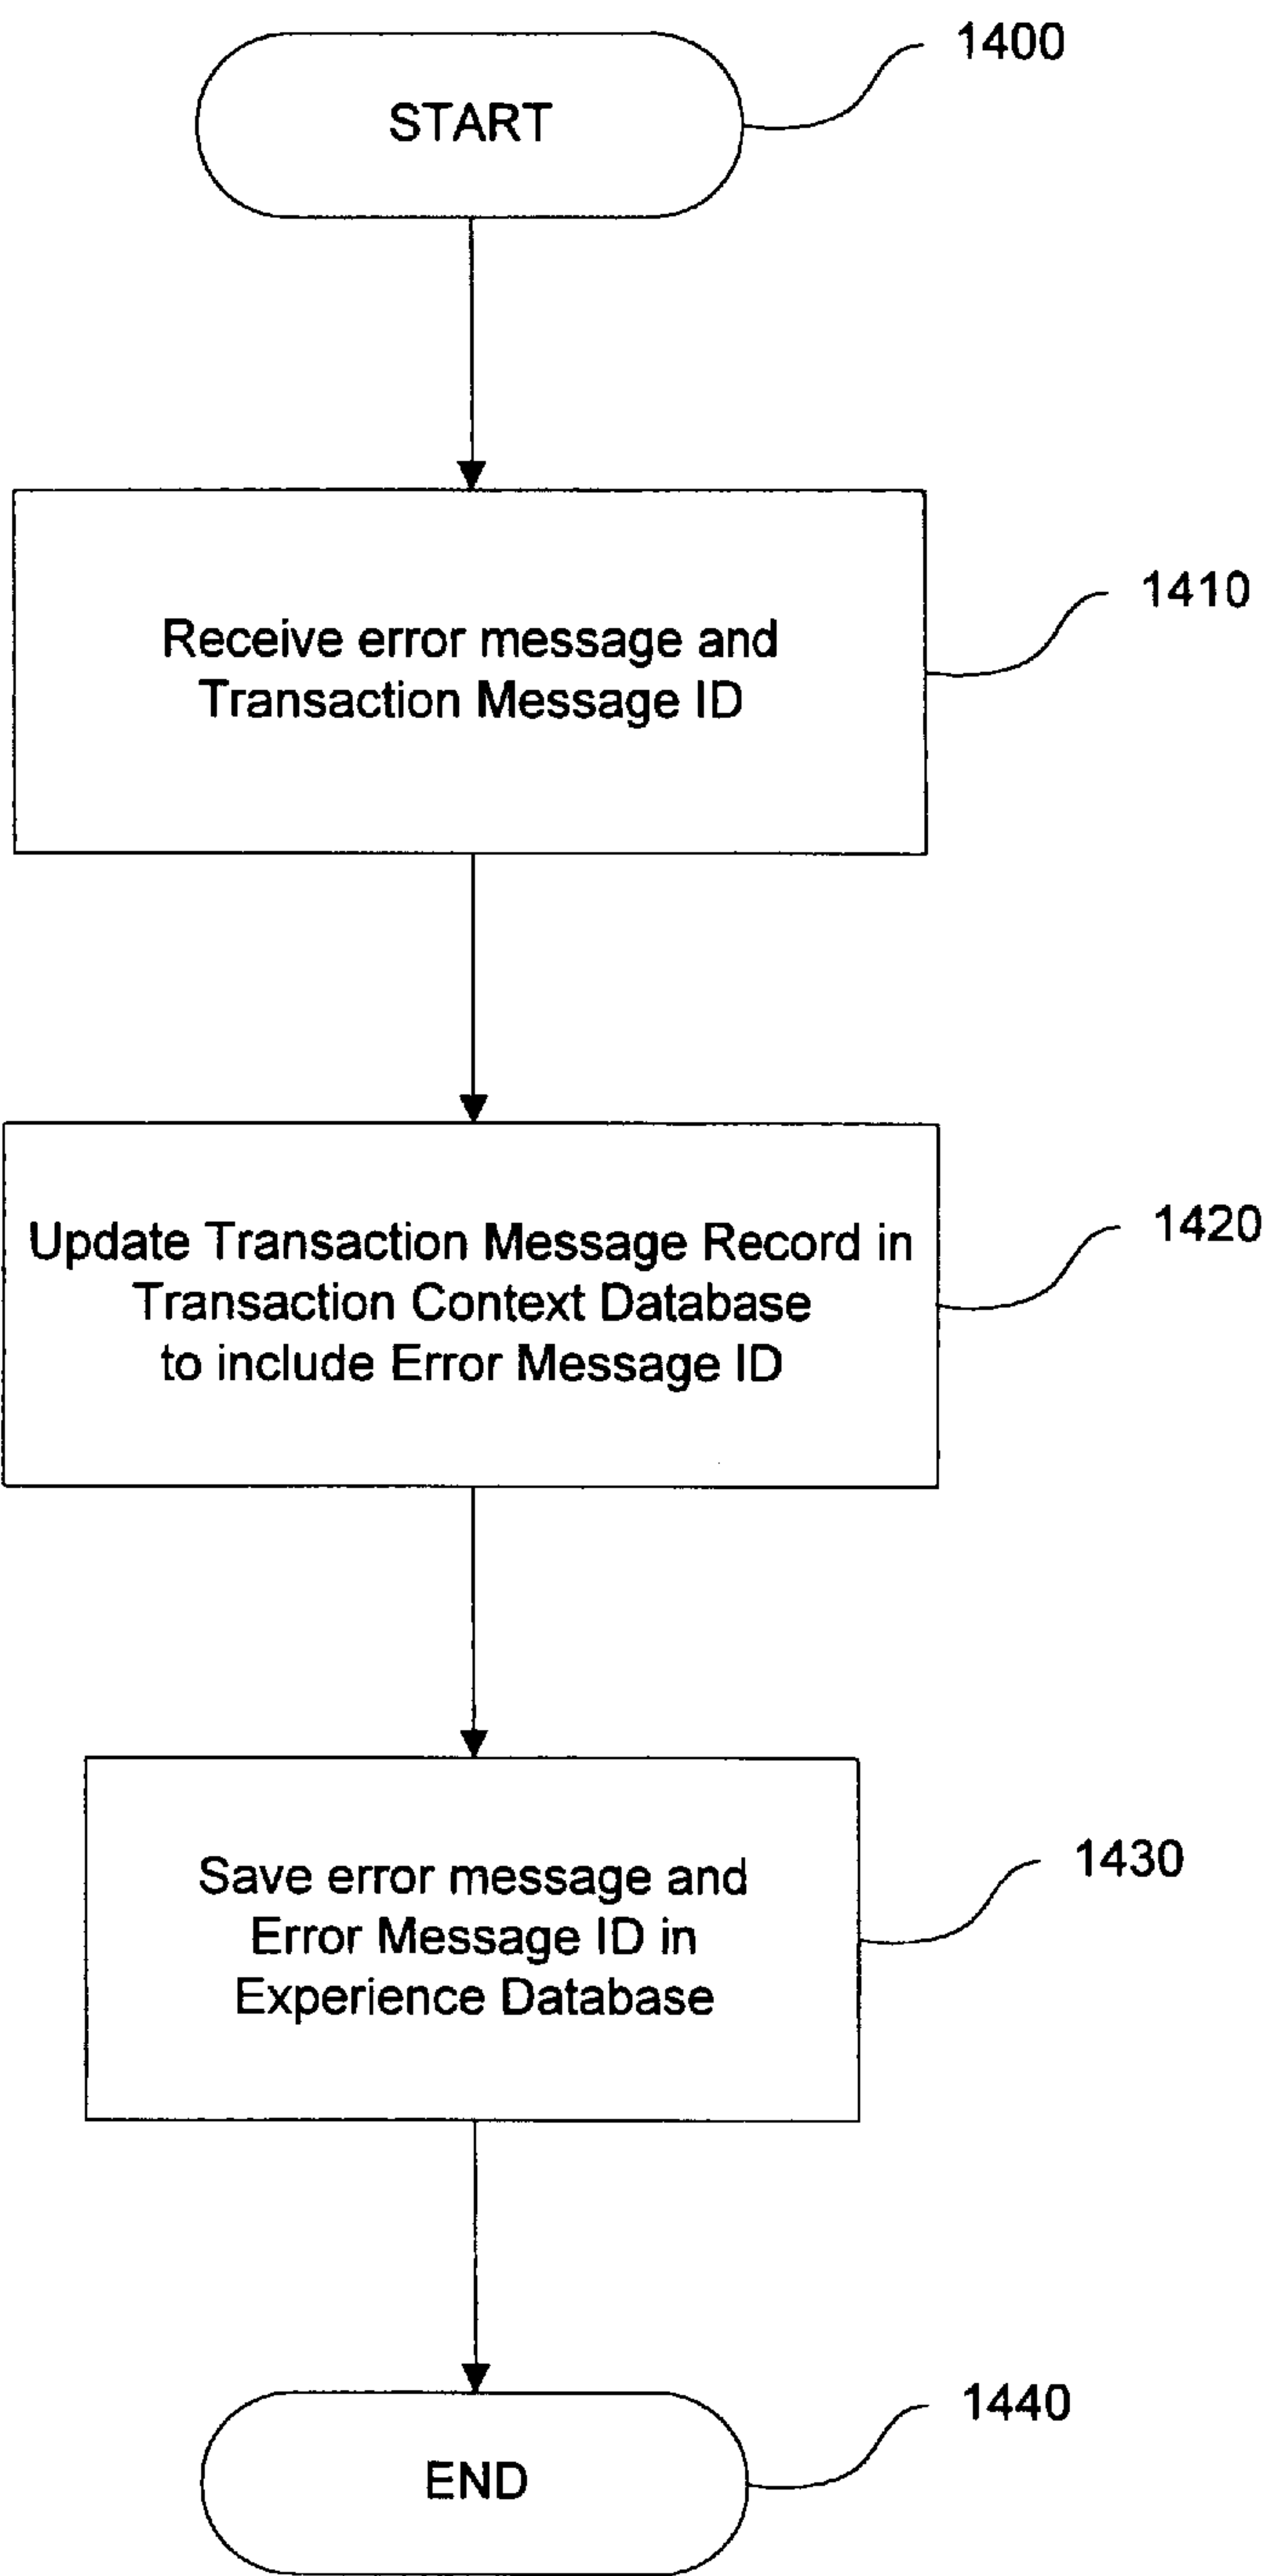 1400
START
1410
Receive error message and
Transaction Message ID
1420
Update Transaction Message Record in
Transaction Context Database
to include Error Message ID
1430
Save error message and
Error Message ID in
Experience Database
1440
END